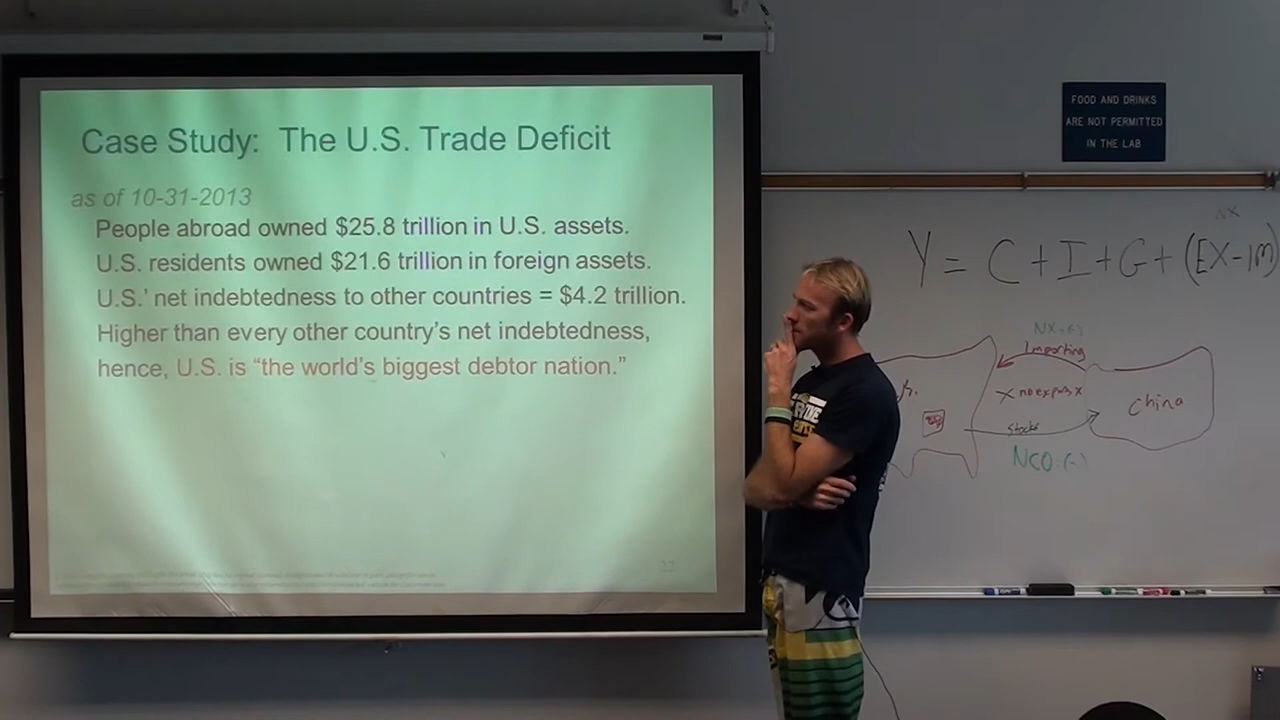 Case Study: The U.S. Trade Deficit
as of 10-31-2013
People abroad owned $25.8 trillion in U.S. assets.
U.S. residents owned $21.6 trillion in foreign assets.
U.S.' net indebtedness to other countries = $4.2 trillion.
Higher than every other country's net indebtedness,
hence, U.S. is “the world's biggest debtor nation.”
FOOD AND DRINKS
ARE NOT PERMITTED
IN THE LAB
NX
Y = C + I + G + (EX - IM)
NX(-)
Importing
China
Stocks
NCO (-)